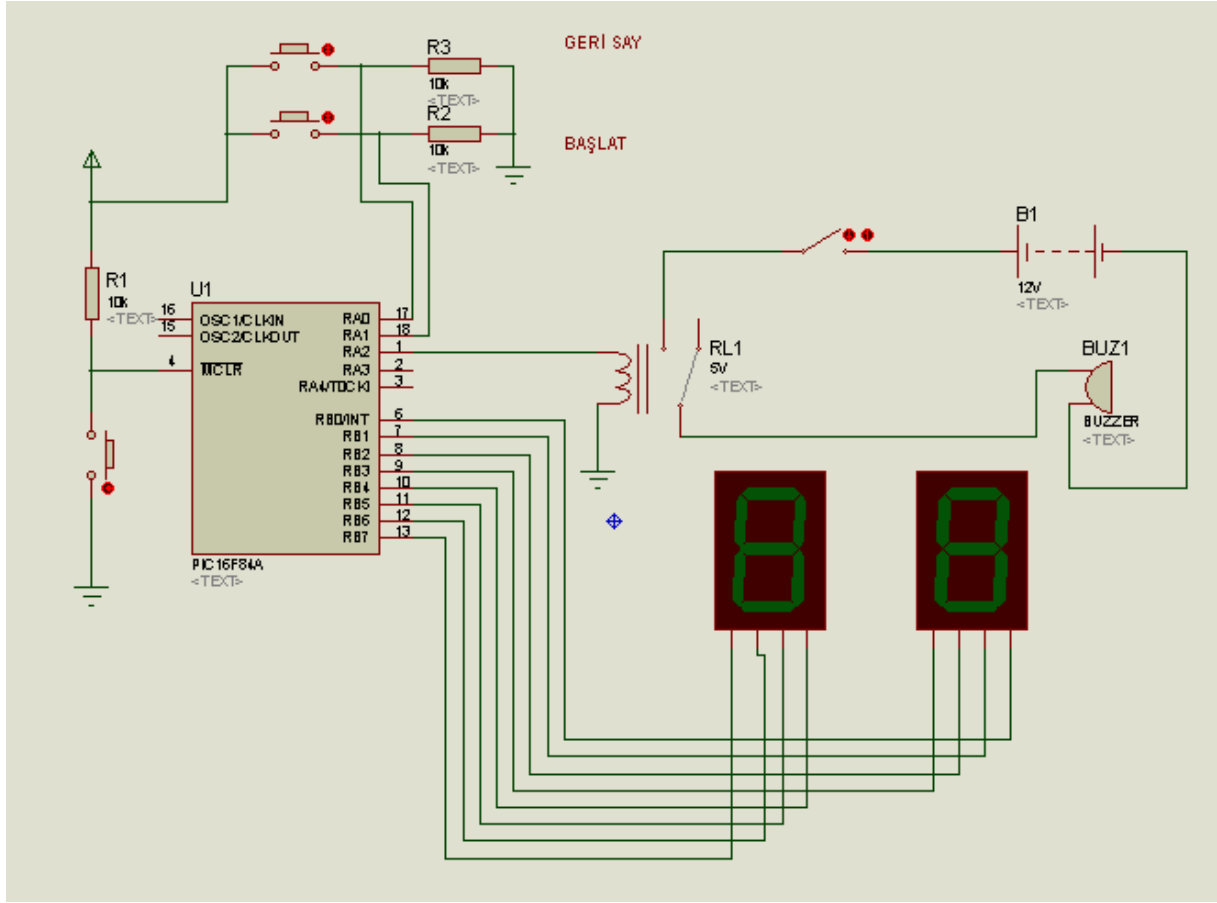 R3
10k
<TEXT>
GERİ SAY
R2
10k
<TEXT>
BAŞLAT
R1
10k
<TEXT>
U1
16 OSC1/CLKIN
15 OSC2/CLKOUT
4 MCLR
RA0 17
RA1 18
RA2 1
RA3 2
RA4/T0CKI 3
RB0/INT 6
RB1 7
RB2 8
RB3 9
RB4 10
RB5 11
RB6 12
RB7 13
PIC16F84A
<TEXT>
B1
12V
<TEXT>
RL1
5V
<TEXT>
BUZ1
BUZZER
<TEXT>